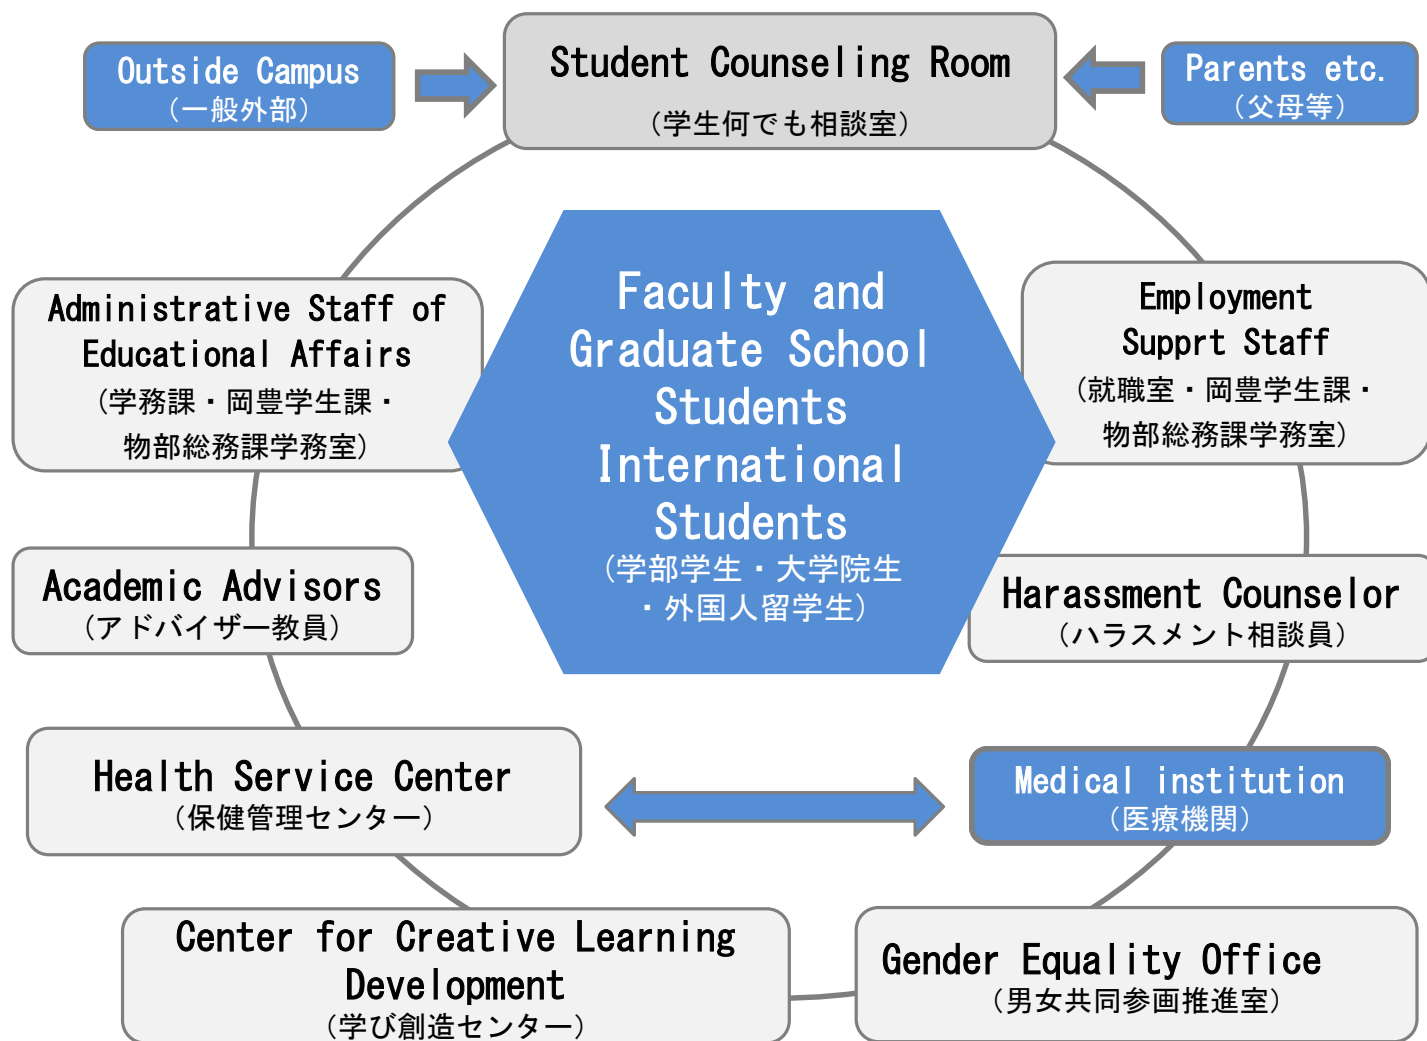 Outside Campus
（一般外部）
Student Counseling Room
（学生何でも相談室）
Parents etc.
（父母等）
Administrative Staff of
Educational Affairs
（学務課・岡豊学生課・
物部総務課学務室）
Faculty and
Graduate School
Students
International
Students
（学部学生・大学院生
・外国人留学生）
Employment
Supprt Staff
（就職室・岡豊学生課・
物部総務課学務室）
Academic Advisors
（アドバイザー教員）
Harassment Counselor
（ハラスメント相談員）
Health Service Center
（保健管理センター）
Medical institution
（医療機関）
Center for Creative Learning
Development
（学び創造センター）
Gender Equality Office
（男女共同参画推進室）